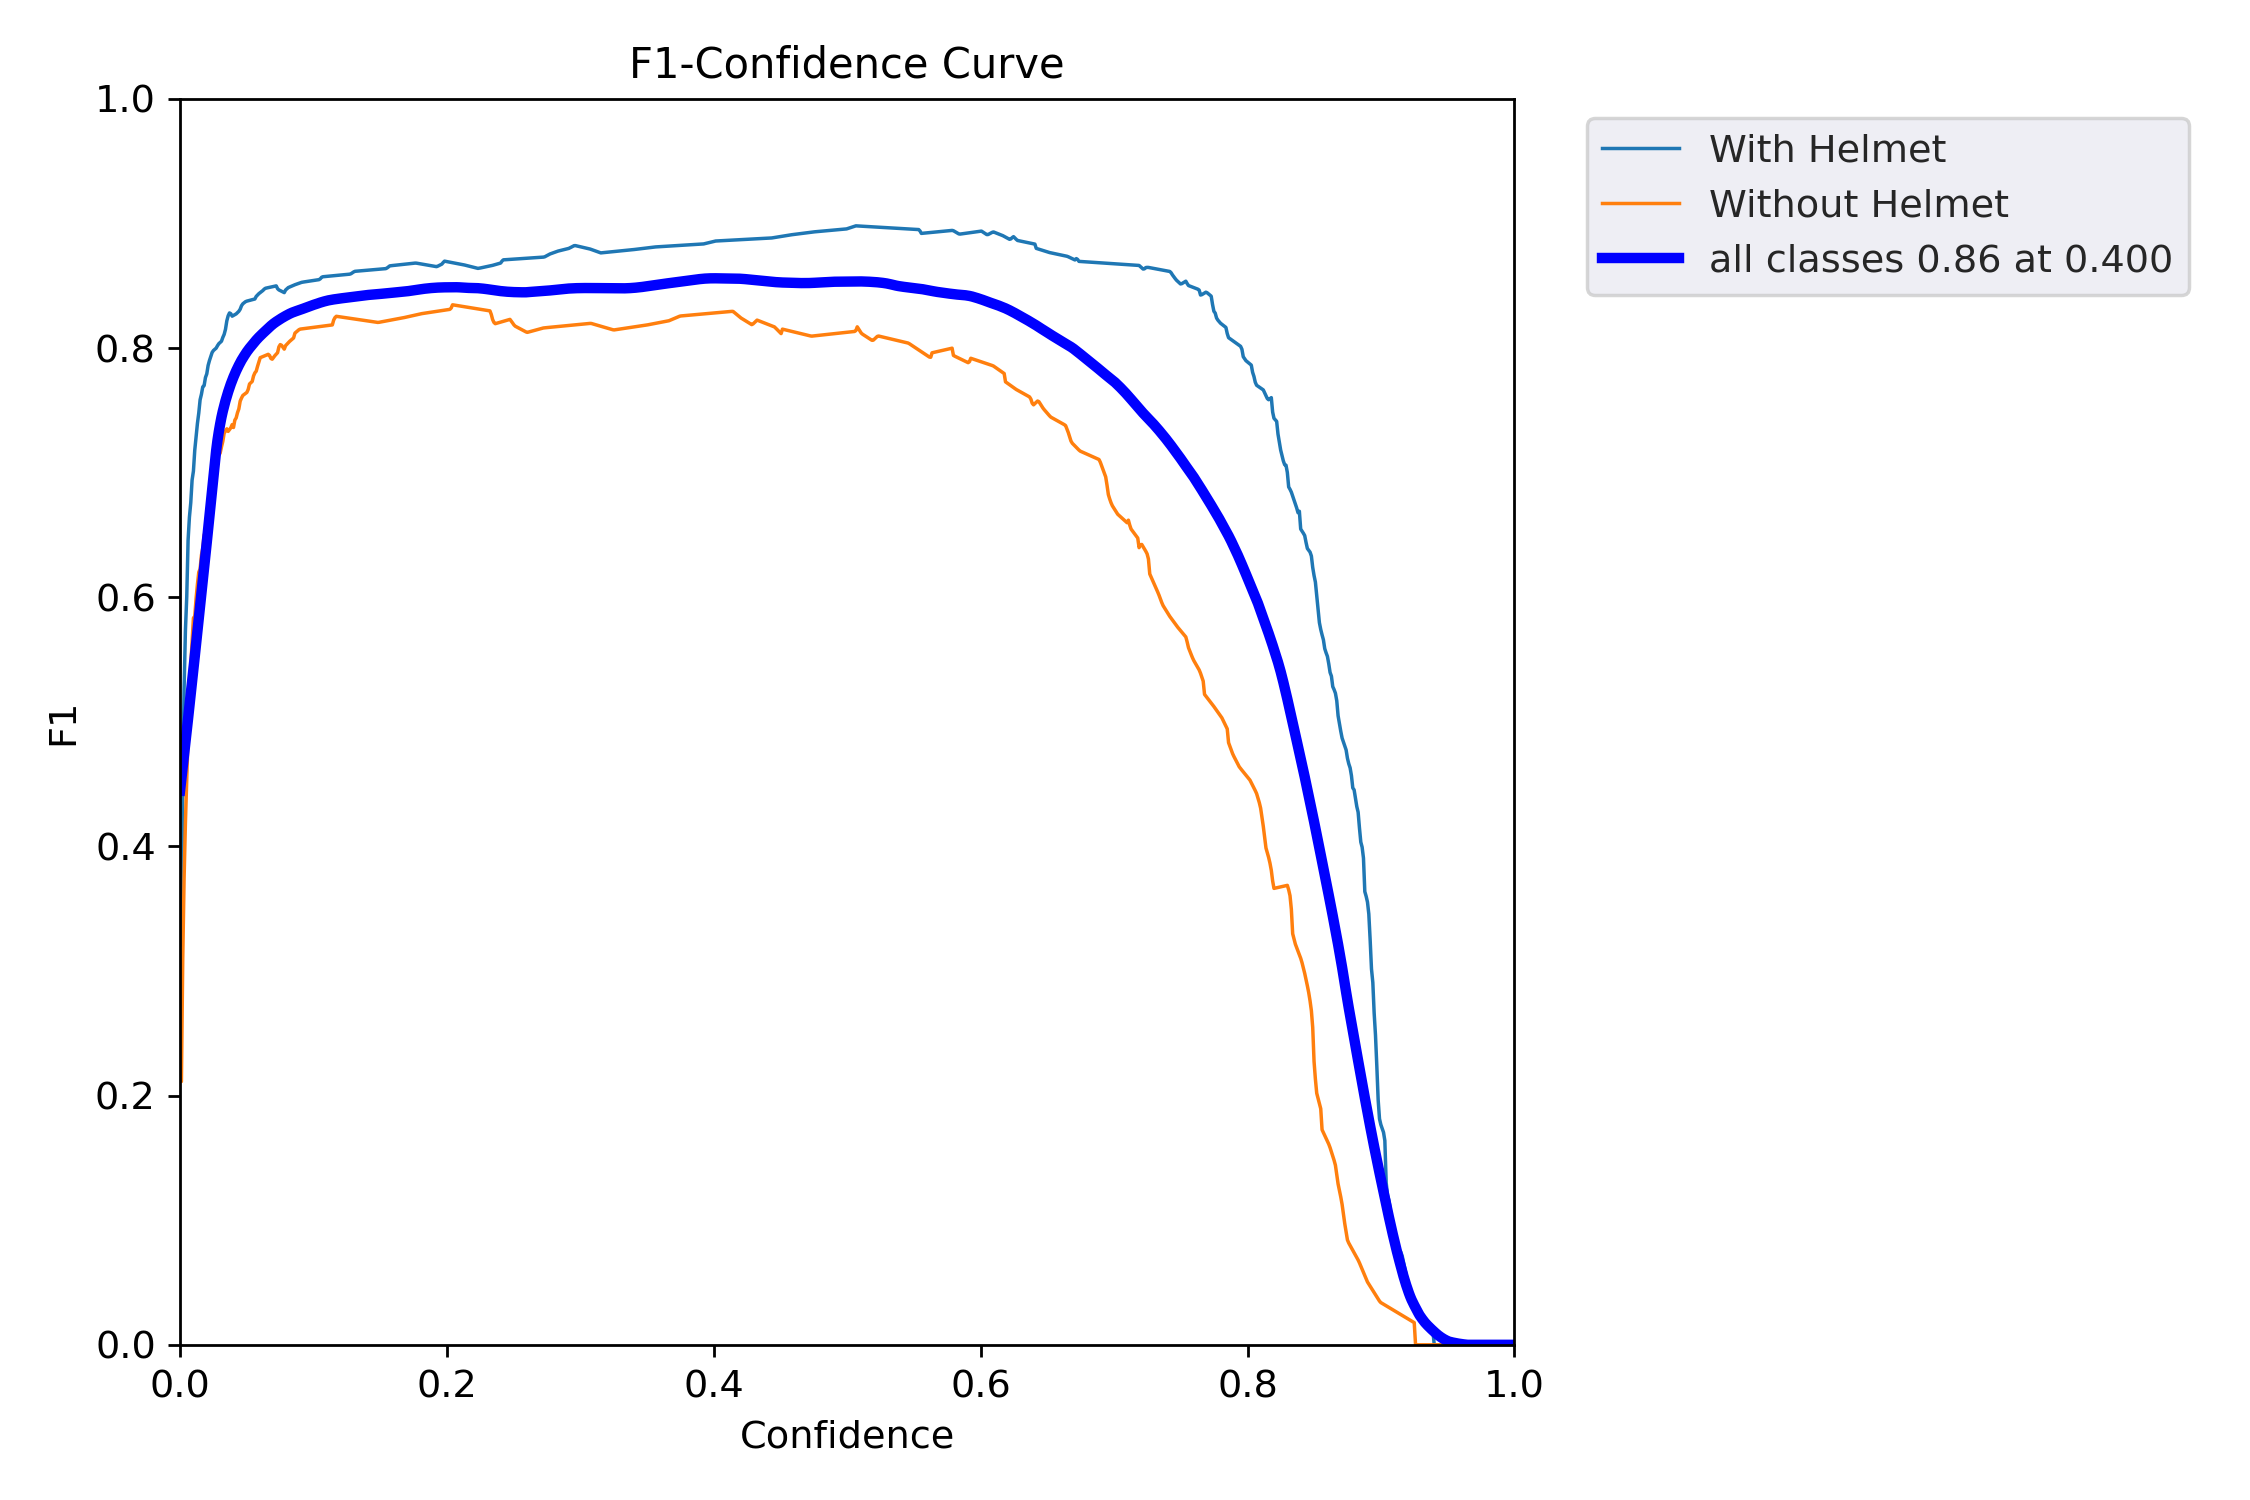 F1-Confidence Curve
With Helmet
Without Helmet
all classes 0.86 at 0.400
1.0
0.8
0.6
0.4
0.2
0.0
F1
0.0 0.2 0.4 0.6 0.8 1.0
Confidence